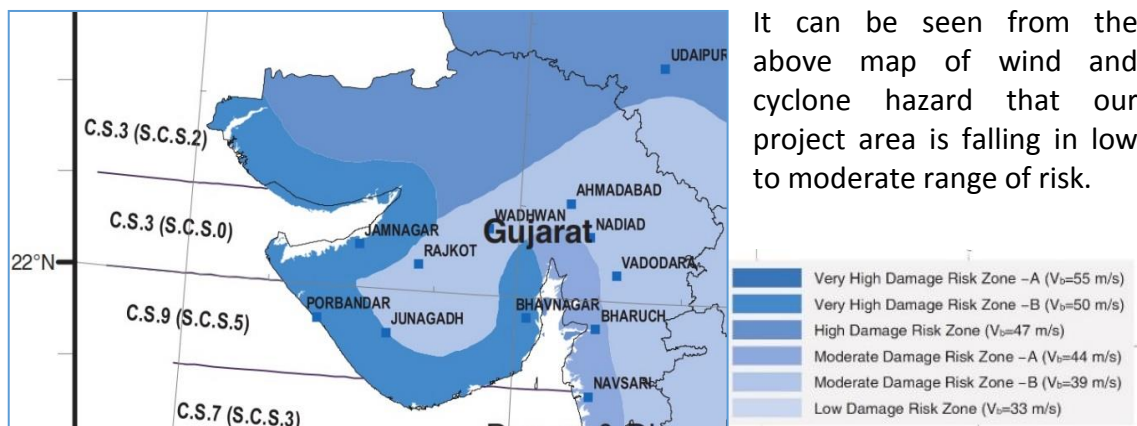 It can be seen from the
above map of wind and
cyclone hazard that our
project area is falling in low
to moderate range of risk.
UDAIPUR
C.S.3 (S.C.S.2)
AHMADABAD
WADHWAN
NADIAD
Gujarat
C.S.3 (S.C.S.0)
JAMNAGAR
RAJKOT
VADODARA
22°N
PORBANDAR
BHAVNAGAR
BHARUCH
JUNAGADH
C.S.9 (S.C.S.5)
NAVSARI
C.S.7 (S.C.S.3)
Very High Damage Risk Zone –A (Vb=55 m/s)
Very High Damage Risk Zone –B (Vb=50 m/s)
High Damage Risk Zone (Vb=47 m/s)
Moderate Damage Risk Zone –A (Vb=44 m/s)
Moderate Damage Risk Zone –B (Vb=39 m/s)
Low Damage Risk Zone (Vb=33 m/s)